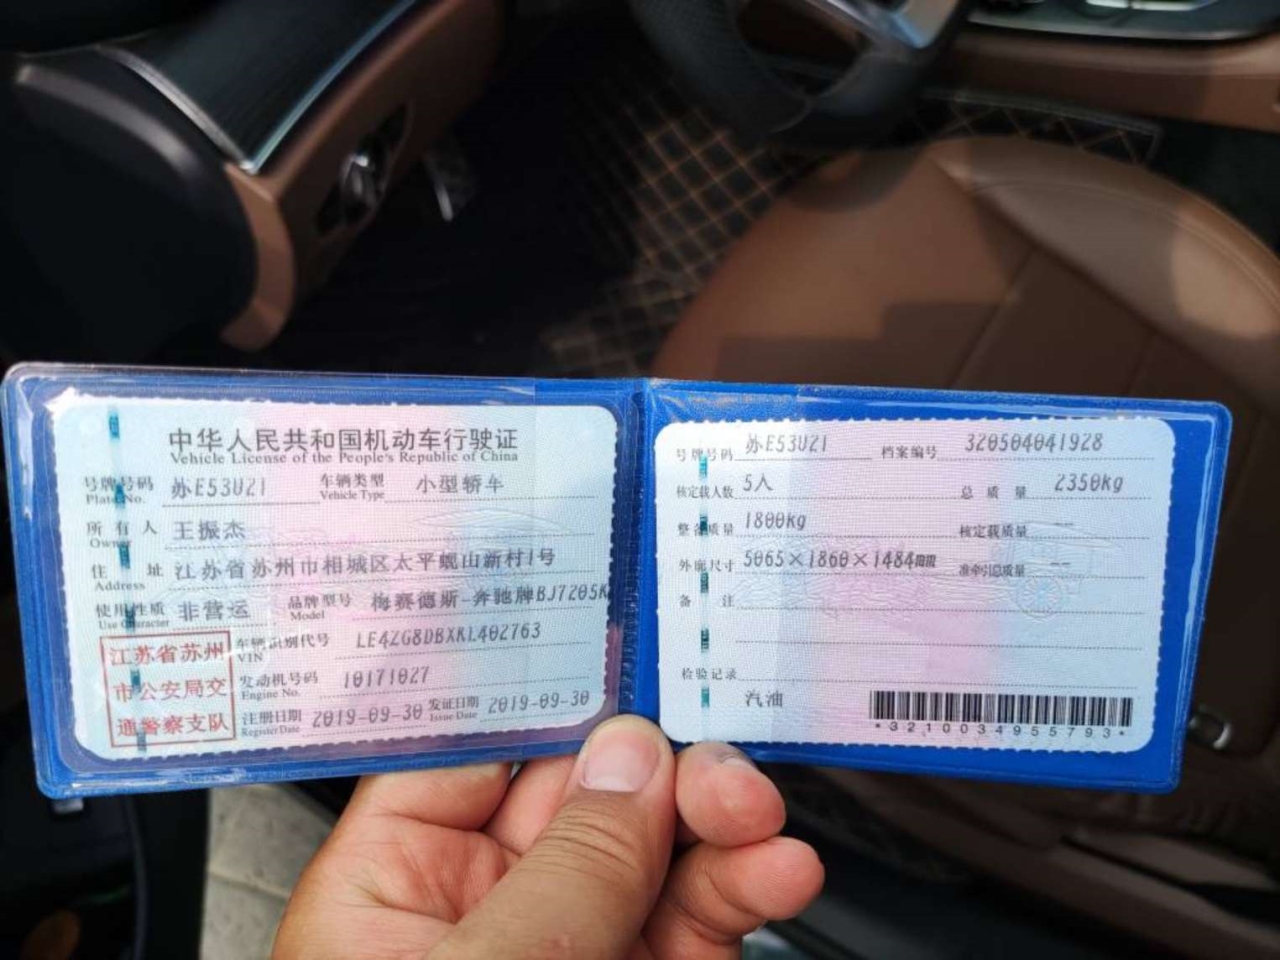 中华人民共和国机动车行驶证
Vehicle License of the People's Republic of China
号牌号码 苏E53U21 车辆类型 小型轿车
Plate No. Vehicle Type
所有人 王振杰
Owner
住址 江苏省苏州市相城区太平蚬山新村1号
Address
使用性质 非营运 品牌型号 梅赛德斯-奔驰牌BJ7205K
Use Character Model
江苏省苏州
市公安局交
通警察支队
车辆识别代号 LE4ZG8DBXKL402763
VIN
发动机号码 10171027
Engine No.
注册日期 2019-09-30 发证日期 2019-09-30
Register Date Issue Date
号牌号码 苏E53U21 档案编号 320504041928
核定载人数 5人 总质量 2350kg
整备质量 1800kg 核定载质量 --
外廓尺寸 5065×1860×1484mm 准牵引总质量 --
备注
检验记录
汽油
*3210034955793*